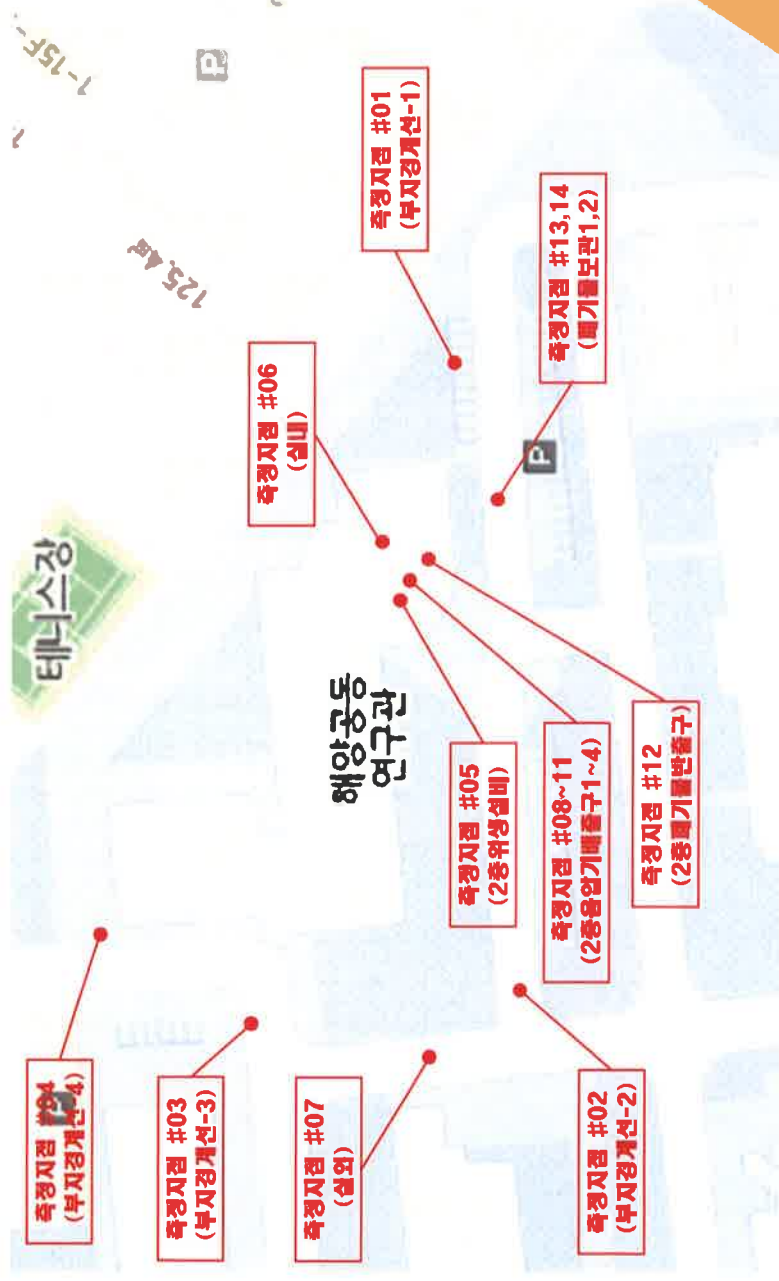 1-15F-
P
125.4㎡
테니스장
측정지점 #04
(부지경계선-4)
측정지점 #03
(부지경계선-3)
측정지점 #07
(실외)
측정지점 #02
(부지경계선-2)
해양공동
연구관
측정지점 #06
(실내)
측정지점 #01
(부지경계선-1)
측정지점 #05
(2층위생설비)
측정지점 #08~11
(2층음압기배출구1~4)
측정지점 #12
(2층폐기물반출구)
측정지점 #13,14
(폐기물보관1,2)
P